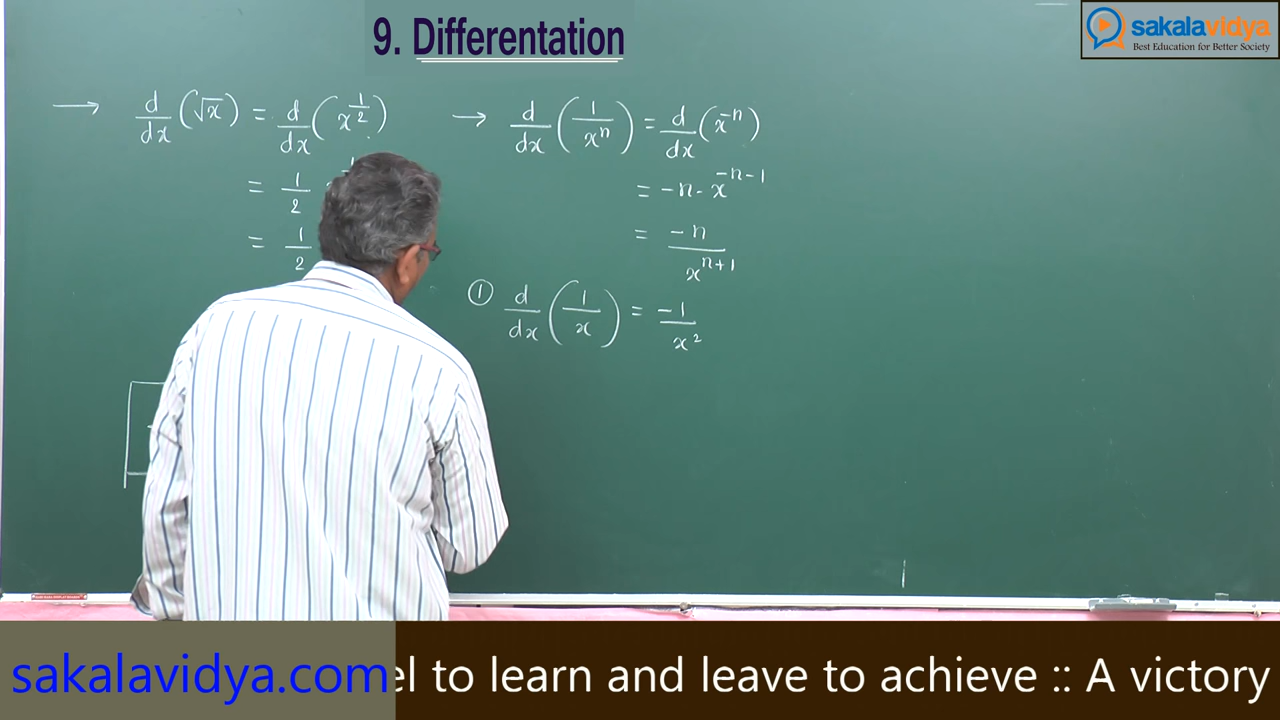 9. Differentation
sakalavidya
Best Education for Better Society
→ d/dx (√x) = d/dx (x^{1/2})
= 1/2
= 1/2
→ d/dx (1/x^n) = d/dx (x^{-n})
= -n · x^{-n-1}
= -n/x^{n+1}
① d/dx (1/x) = -1/x²
sakalavidya.com
el to learn and leave to achieve :: A victory